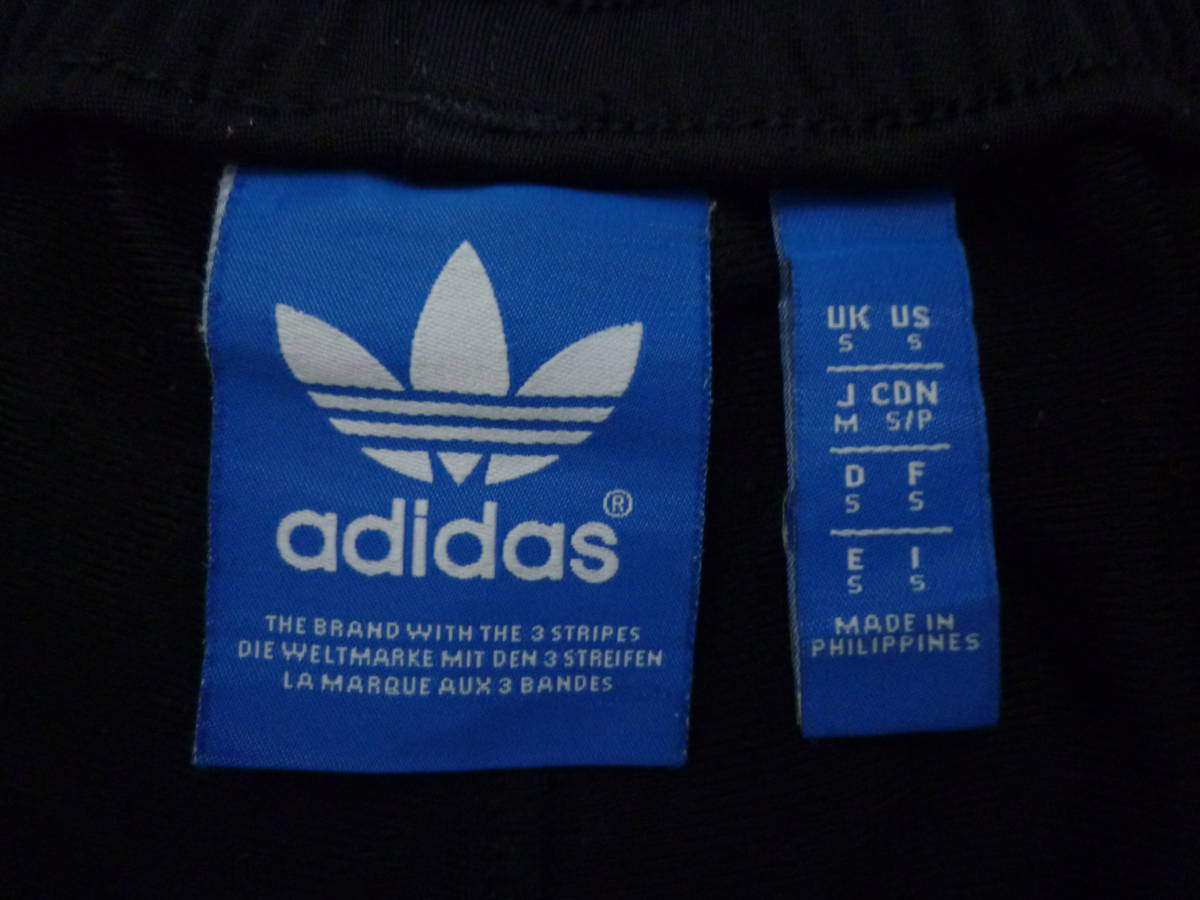 adidas®
THE BRAND WITH THE 3 STRIPES
DIE WELTMARKE MIT DEN 3 STREIFEN
LA MARQUE AUX 3 BANDES
UK US
S S
J CDN
M S/P
D F
S S
E I
S S
MADE IN
PHILIPPINES